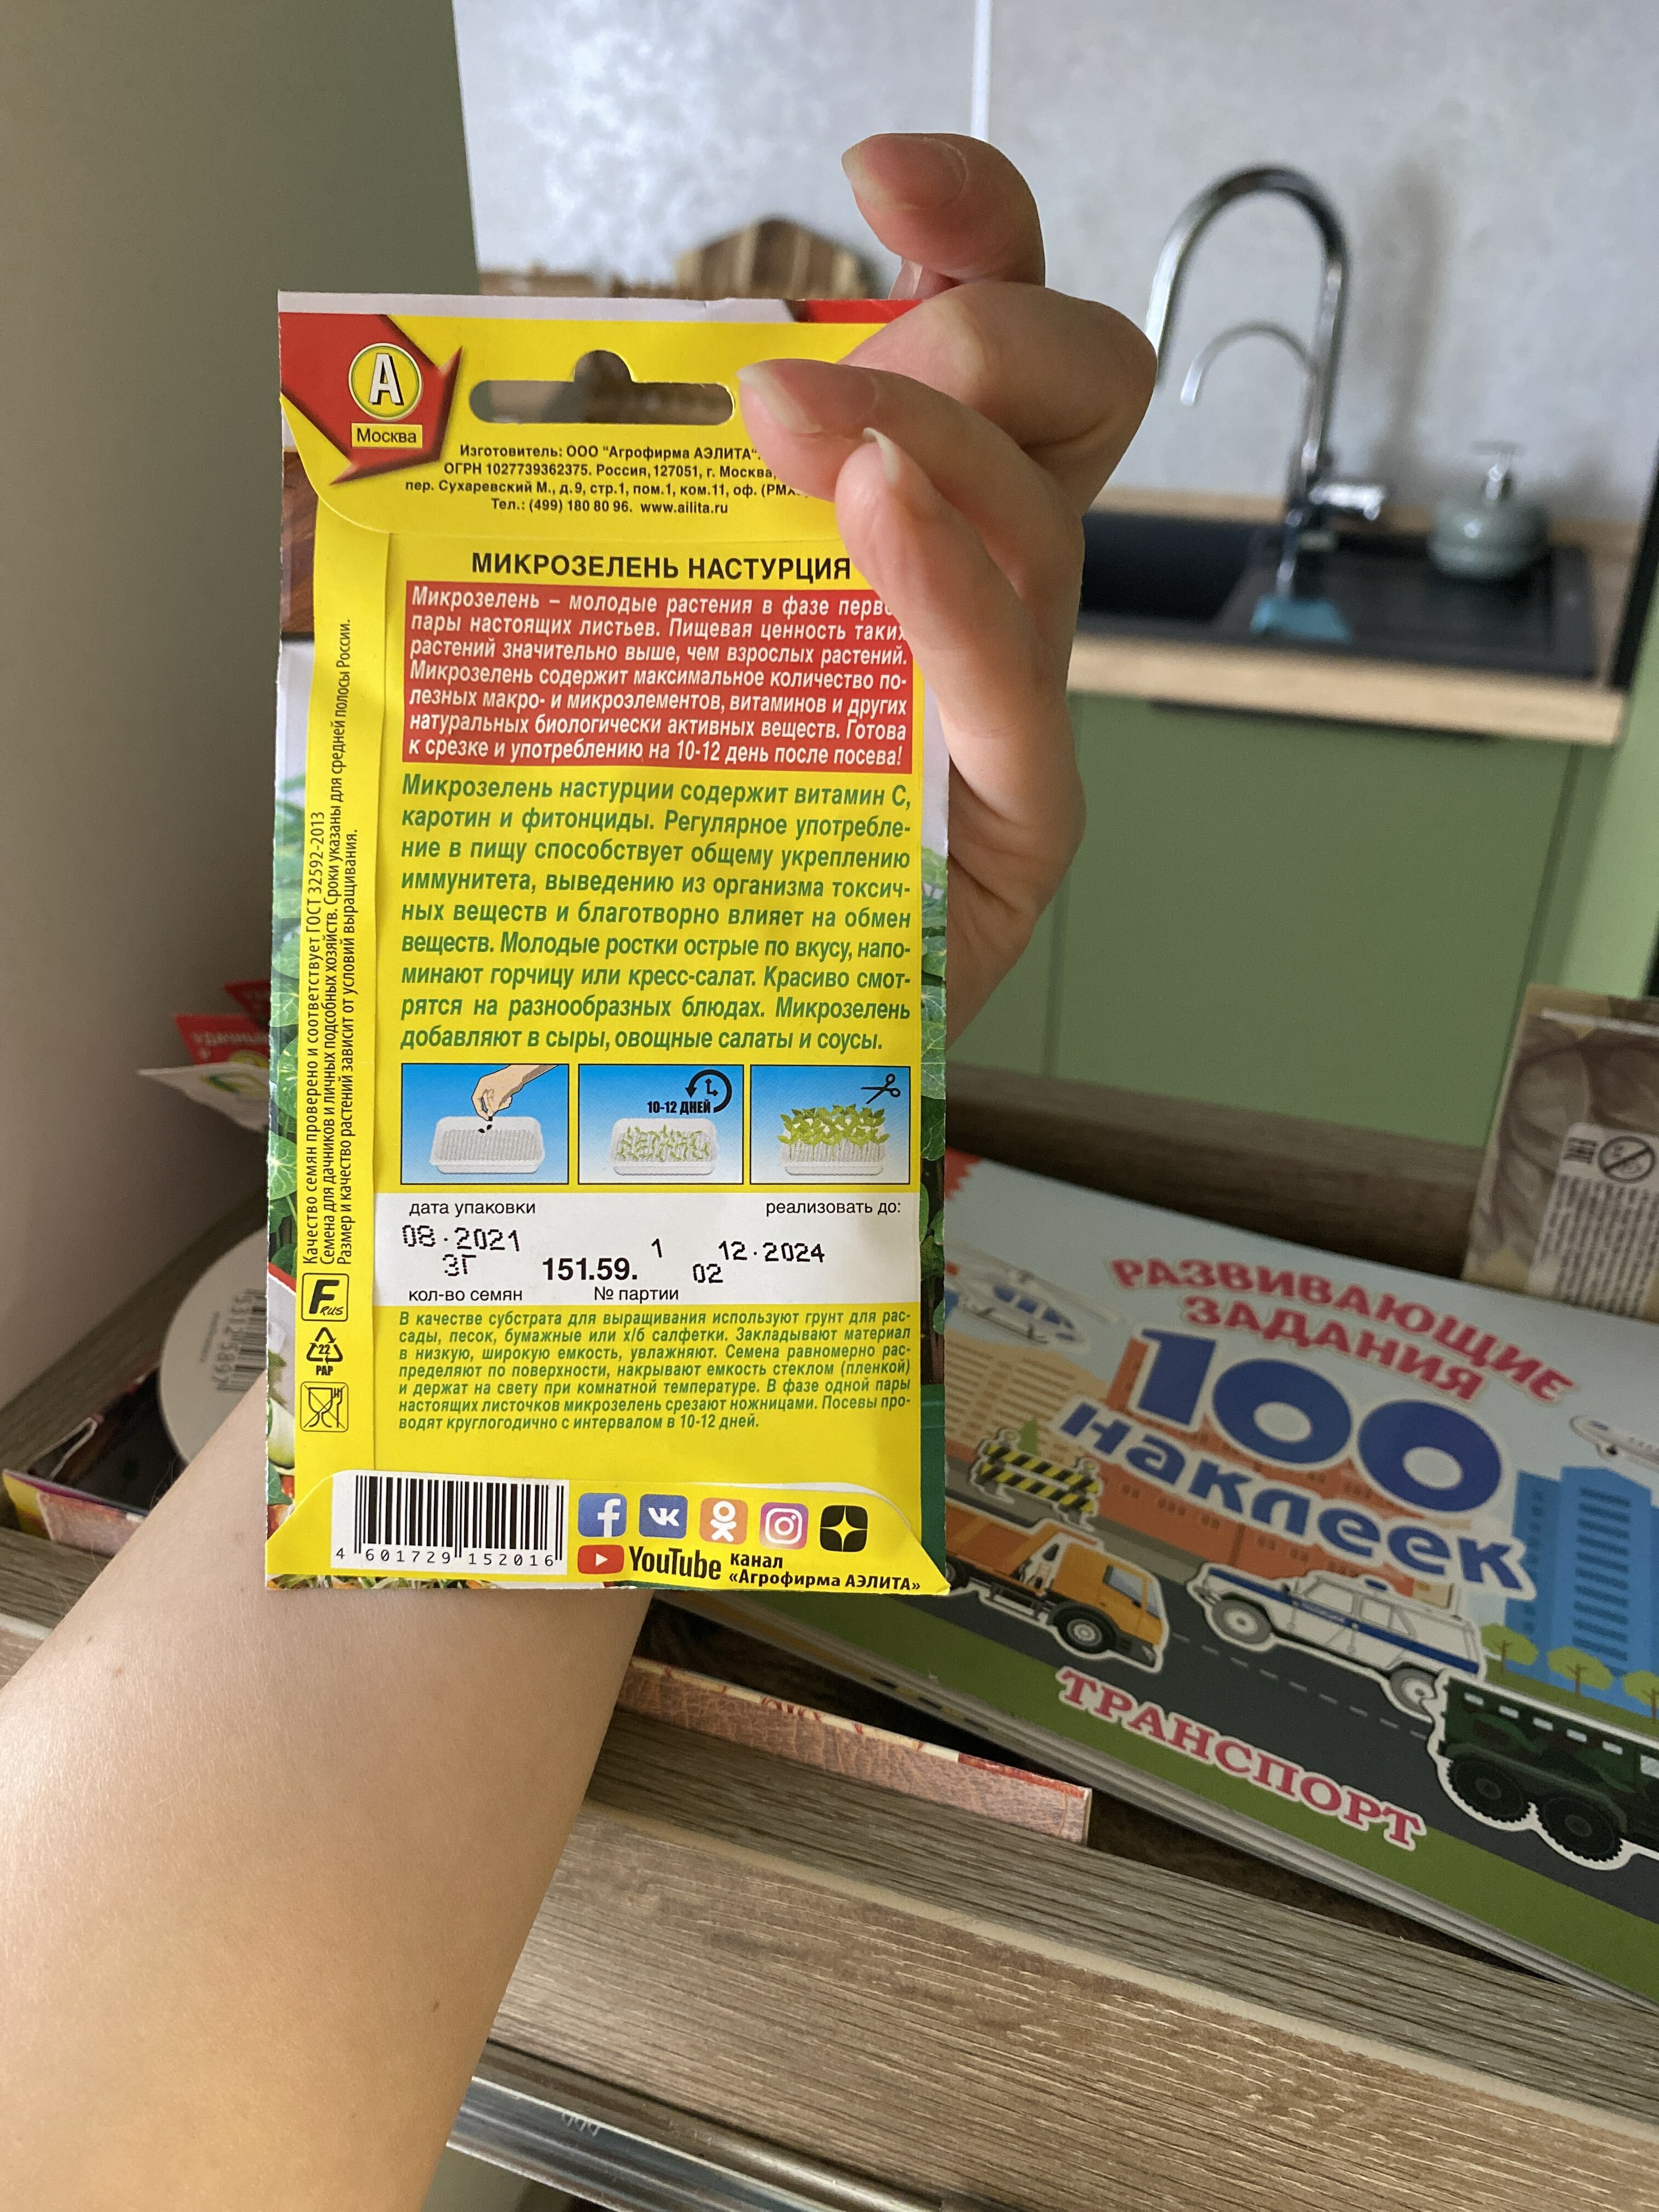 А
Москва
Изготовитель: ООО "Агрофирма АЭЛИТА".
ОГРН 1027739362375. Россия, 127051, г. Москва,
пер. Сухаревский М., д.9, стр.1, пом.1, ком.11, оф.
Тел.: (499) 180 80 96. www.ailita.ru
МИКРОЗЕЛЕНЬ НАСТУРЦИЯ
Микрозелень – молодые растения в фазе
пары настоящих листьев. Пищевая ценность таких
растений значительно выше, чем взрослых растений.
Микрозелень содержит максимальное количество по-
лезных макро- и микроэлементов, витаминов и других
натуральных биологически активных веществ. Готова
к срезке и употреблению на 10-12 день после посева!
Микрозелень настурции содержит витамин С,
каротин и фитонциды. Регулярное употребле-
ние в пищу способствует общему укреплению
иммунитета, выведению из организма токсич-
ных веществ и благотворно влияет на обмен
веществ. Молодые ростки острые по вкусу, напо-
минают горчицу или кресс-салат. Красиво смот-
рятся на разнообразных блюдах. Микрозелень
добавляют в сыры, овощные салаты и соусы.
10-12 ДНЕЙ
дата упаковки реализовать до:
08.2021 12.2024
3Г 151.59. 1 02
кол-во семян № партии
В качестве субстрата для выращивания используют грунт для рас-
сады, песок, бумажные или х/б салфетки. Закладывают материал
в низкую, широкую емкость, увлажняют. Семена равномерно рас-
пределяют по поверхности, накрывают емкость стеклом (пленкой)
и держат на свету при комнатной температуре. В фазе одной пары
настоящих листочков микрозелень срезают ножницами. Посевы про-
водят круглогодично с интервалом в 10-12 дней.
Качество семян проверено и соответствует ГОСТ 32592-2013
Семена для дачников и личных подсобных хозяйств. Сроки указаны для средней полосы России.
Размер и качество растений зависит от условий выращивания.
F RUS
22
PAP
4 601729 152016
YouTube канал
«Агрофирма АЭЛИТА»
РАЗВИВАЮЩИЕ
ЗАДАНИЯ
100
наклеек
ТРАНСПОРТ